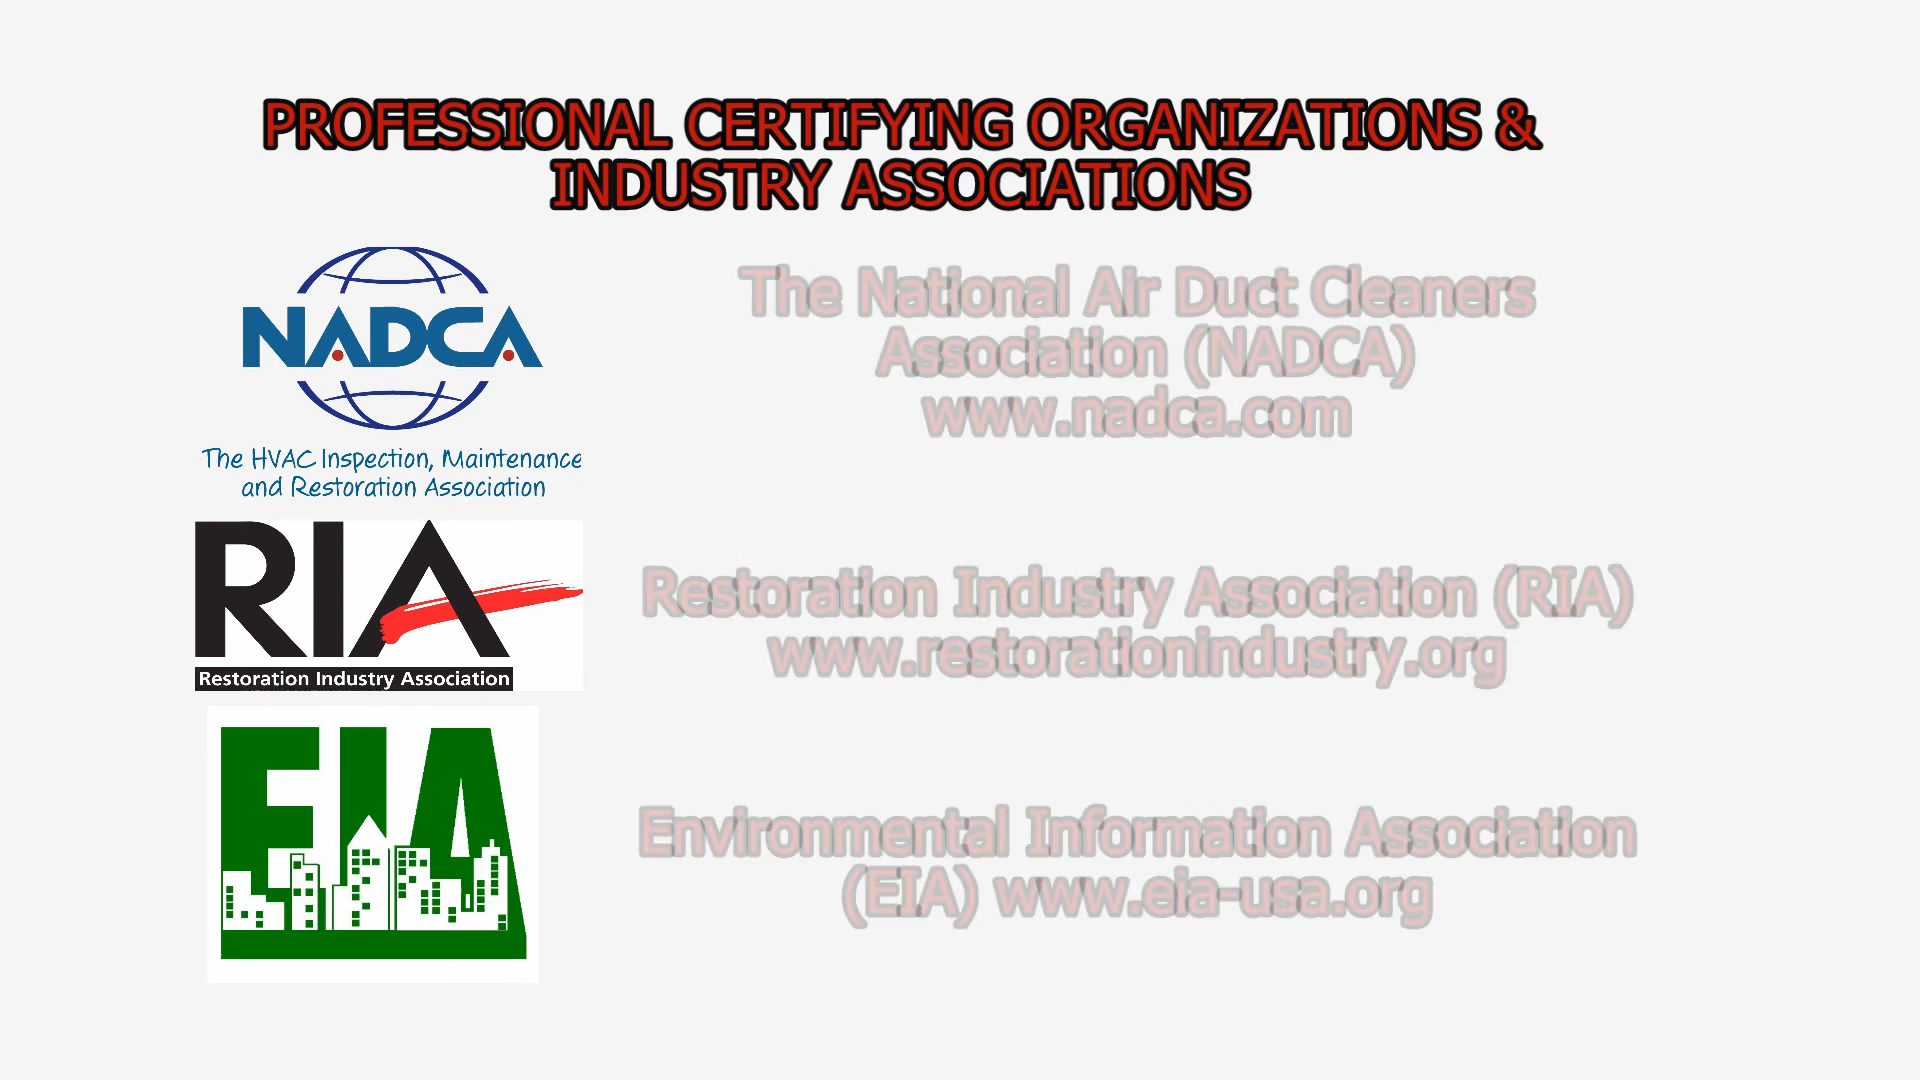 PROFESSIONAL CERTIFYING ORGANIZATIONS &
INDUSTRY ASSOCIATIONS
NADCA
The HVAC Inspection, Maintenance
and Restoration Association
The National Air Duct Cleaners
Association (NADCA)
www.nadca.com
RIA
Restoration Industry Association
Restoration Industry Association (RIA)
www.restorationindustry.org
EIA
Environmental Information Association
(EIA) www.eia-usa.org